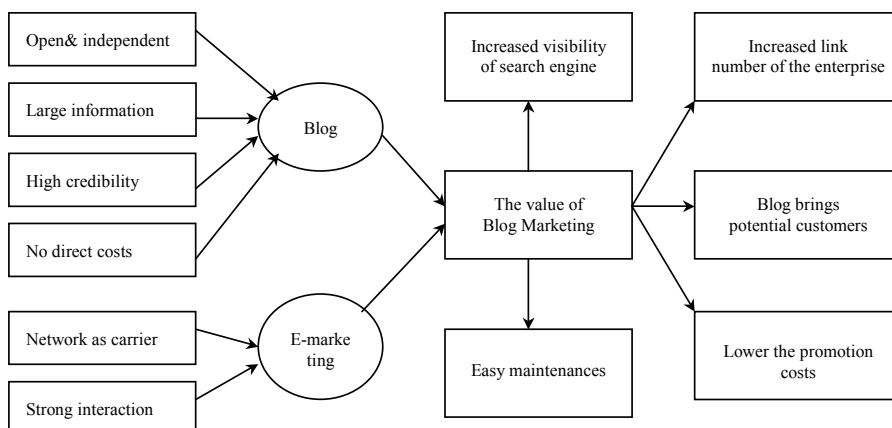 Open& independent
Large information
High credibility
No direct costs
Network as carrier
Strong interaction
Blog
E-marke
ting
Increased visibility
of search engine
The value of
Blog Marketing
Easy maintenances
Increased link
number of the enterprise
Blog brings
potential customers
Lower the promotion
costs